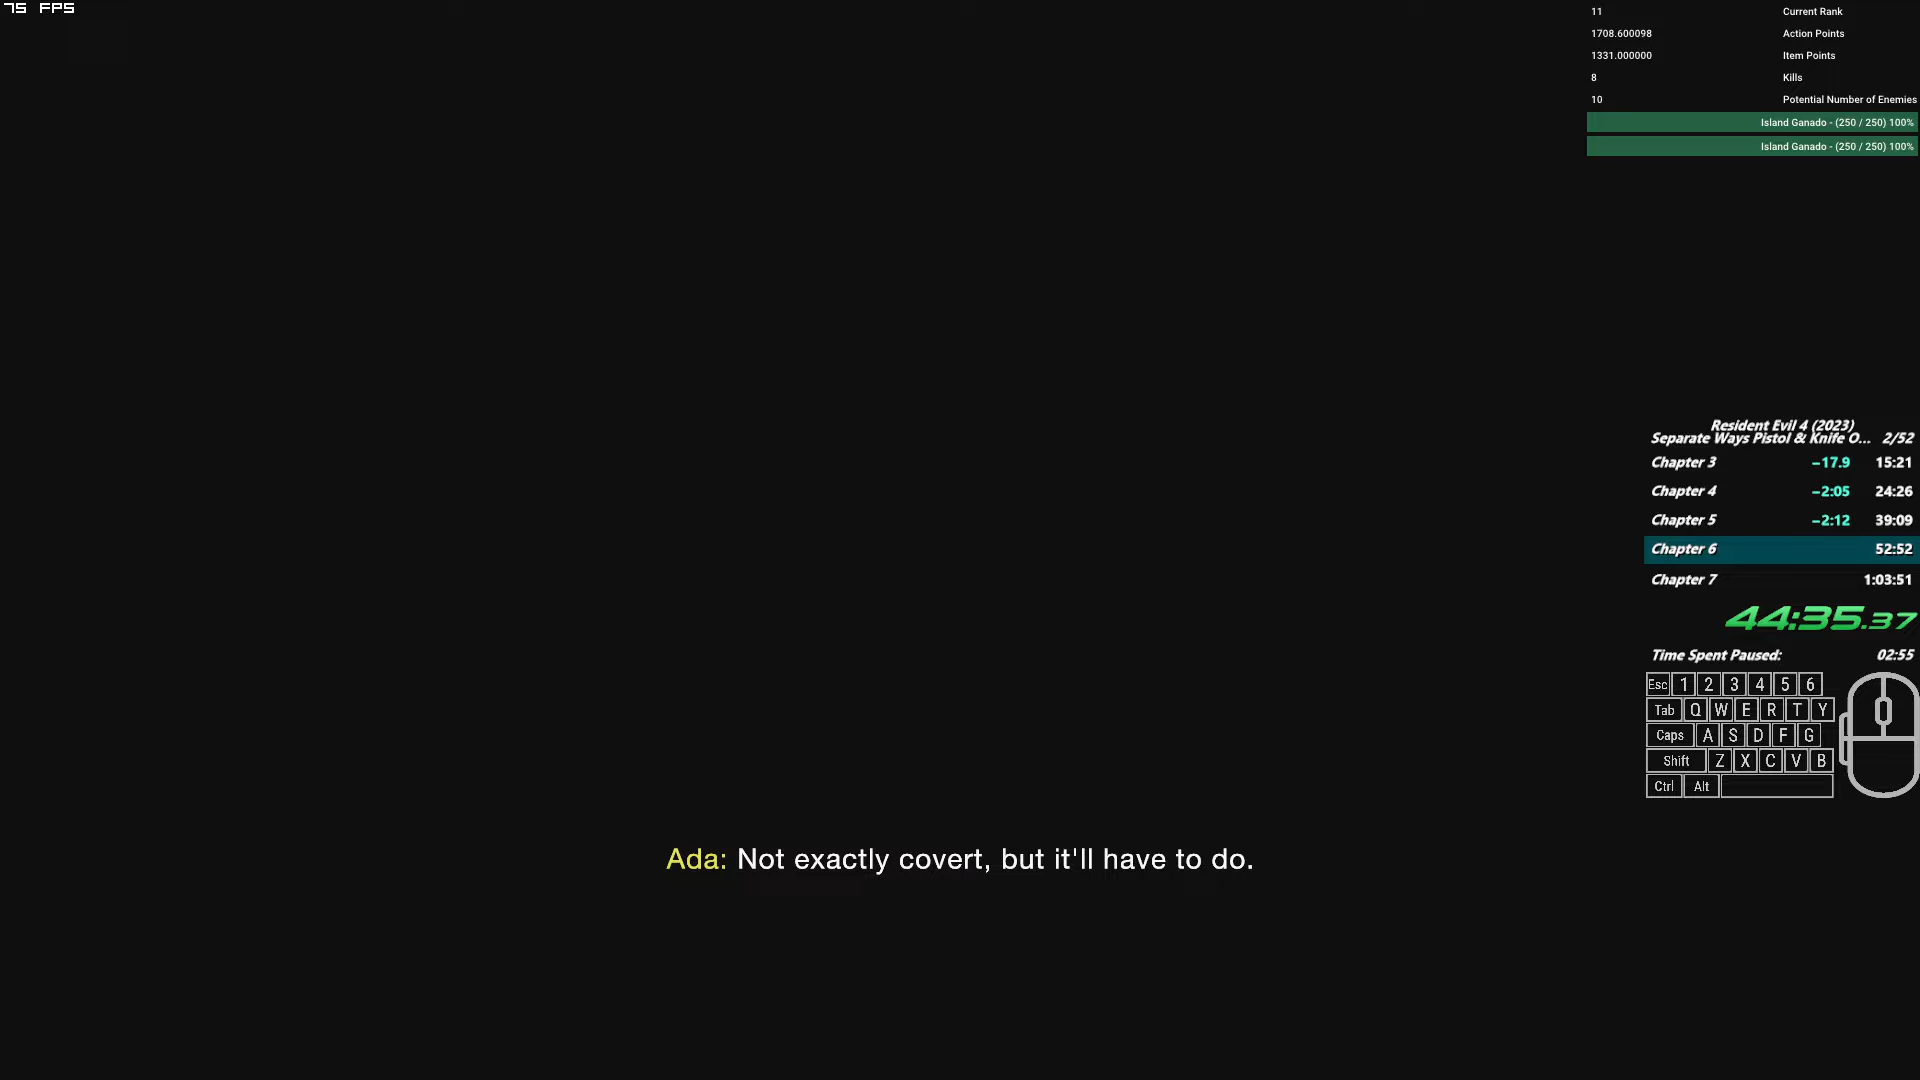 75 FPS
11 Current Rank
1708.600098 Action Points
1331.000000 Item Points
8 Kills
10 Potential Number of Enemies
Island Ganado - (250 / 250) 100%
Island Ganado - (250 / 250) 100%
Resident Evil 4 (2023)
Separate Ways Pistol & Knife O... 2/52
Chapter 3 −17.9 15:21
Chapter 4 −2:05 24:26
Chapter 5 −2:12 39:09
Chapter 6 52:52
Chapter 7 1:03:51
44:35.37
Time Spent Paused: 02:55
Esc 1 2 3 4 5 6
Tab Q W E R T Y
Caps A S D F G
Shift Z X C V B
Ctrl Alt
Ada: Not exactly covert, but it'll have to do.